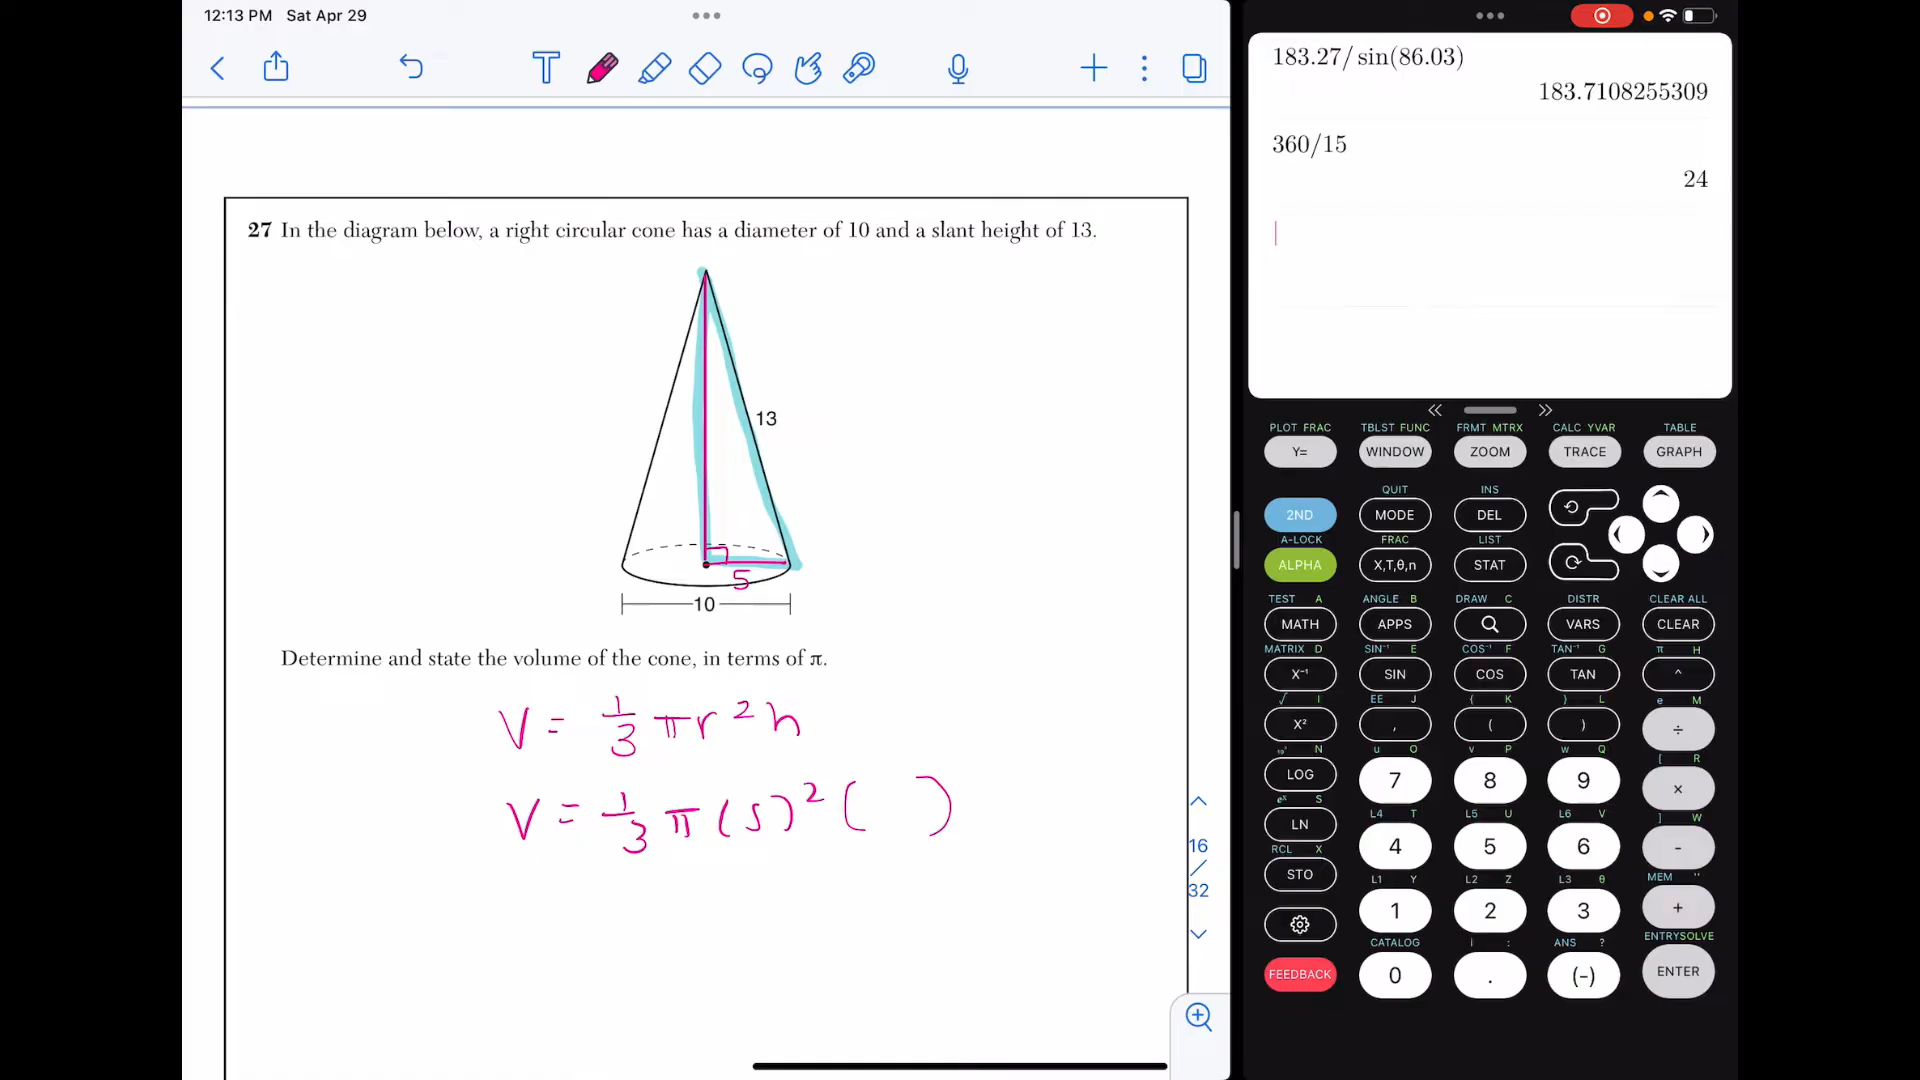 12:13 PM Sat Apr 29
27 In the diagram below, a right circular cone has a diameter of 10 and a slant height of 13.
13
5
10
Determine and state the volume of the cone, in terms of π.
V = 1/3 πr²h
V = 1/3 π(5)²( )
16
/
32
183.27/sin(86.03)
183.7108255309
360/15
24
PLOT FRAC TBLST FUNC FRMT MTRX CALC YVAR TABLE
Y= WINDOW ZOOM TRACE GRAPH
QUIT INS
2ND MODE DEL
A-LOCK FRAC LIST
ALPHA X,T,θ,n STAT
TEST A ANGLE B DRAW C DISTR CLEAR ALL
MATH APPS VARS CLEAR
MATRIX D SIN⁻¹ E COS⁻¹ F TAN⁻¹ G π H
X⁻¹ SIN COS TAN ^
√ I EE J { K } L e M
X² , ( ) ÷
10ˣ N u O v P w Q [ R
LOG 7 8 9 ×
eˣ S L4 T L5 U L6 V ] W
LN 4 5 6 -
RCL X L1 Y L2 Z L3 θ MEM "
STO 1 2 3 +
CATALOG i : ANS ? ENTRY SOLVE
FEEDBACK 0 . (-) ENTER